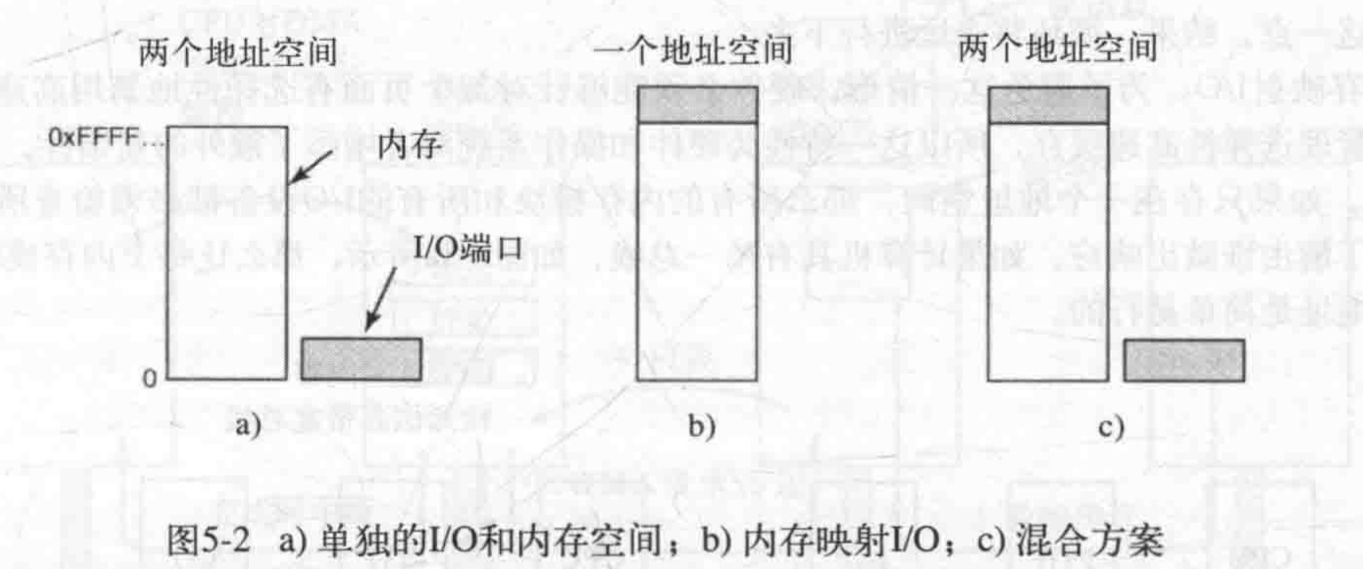 两个地址空间
一个地址空间
两个地址空间
0xFFFF…
内存
I/O端口
0
a)
b)
c)
图5-2 a) 单独的I/O和内存空间；b) 内存映射I/O；c) 混合方案